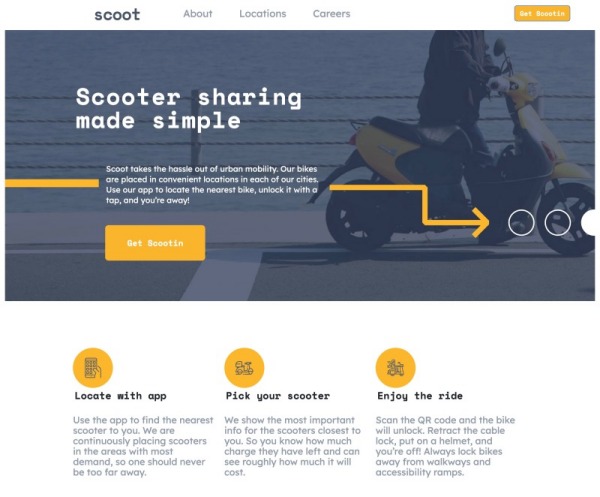 scoot
About
Locations
Careers
Get Scootin
Scooter sharing
made simple
Scoot takes the hassle out of urban mobility. Our bikes
are placed in convenient locations in each of our cities.
Use our app to locate the nearest bike, unlock it with a
tap, and you're away!
Get Scootin
Locate with app
Use the app to find the nearest
scooter to you. We are
continuously placing scooters
in the areas with most
demand, so one should never
be too far away.
Pick your scooter
We show the most important
info for the scooters closest to
you. So you know how much
charge they have left and can
see roughly how much it will
cost.
Enjoy the ride
Scan the QR code and the bike
will unlock. Retract the cable
lock, put on a helmet, and
you're off! Always lock bikes
away from walkways and
accessibility ramps.